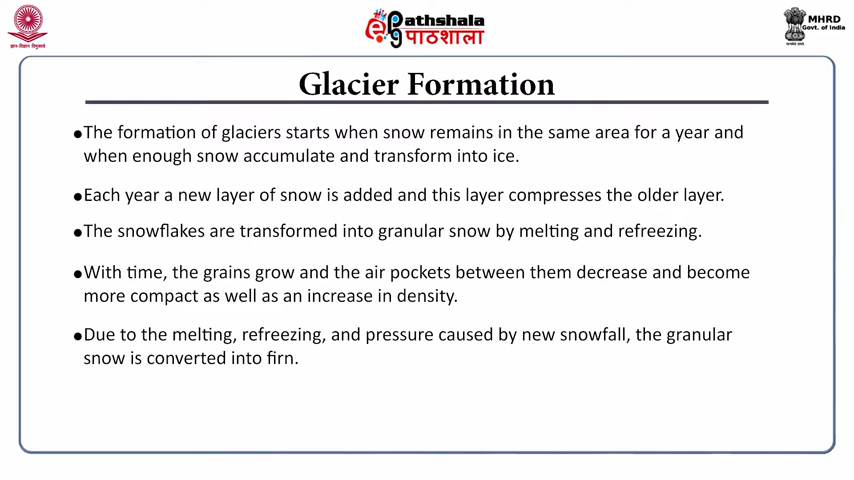 ज्ञान-विज्ञान विमुक्तये
ePathshala
पाठशाला
MHRD
Govt. of India
सत्यमेव जयते
Glacier Formation
●The formation of glaciers starts when snow remains in the same area for a year and
when enough snow accumulate and transform into ice.
●Each year a new layer of snow is added and this layer compresses the older layer.
●The snowflakes are transformed into granular snow by melting and refreezing.
●With time, the grains grow and the air pockets between them decrease and become
more compact as well as an increase in density.
●Due to the melting, refreezing, and pressure caused by new snowfall, the granular
snow is converted into firn.